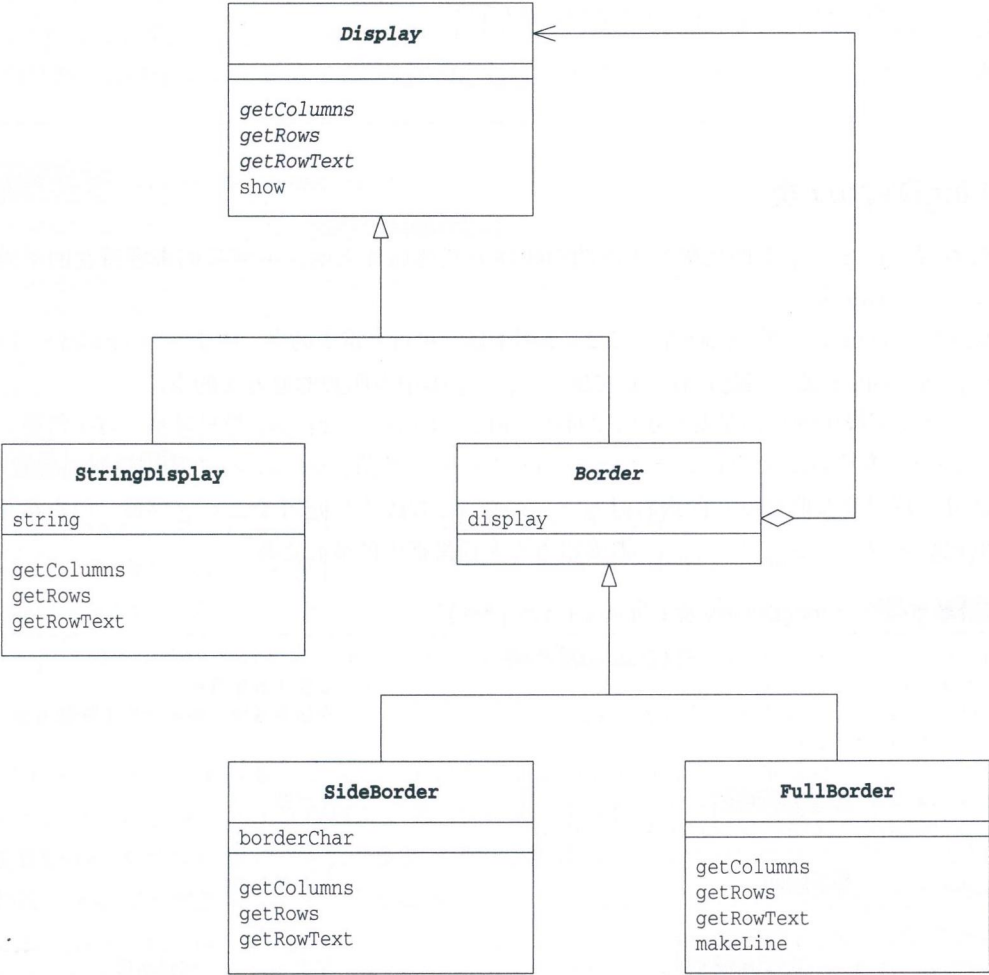 Display
getColumns
getRows
getRowText
show
StringDisplay
string
getColumns
getRows
getRowText
Border
display
SideBorder
borderChar
getColumns
getRows
getRowText
FullBorder
getColumns
getRows
getRowText
makeLine